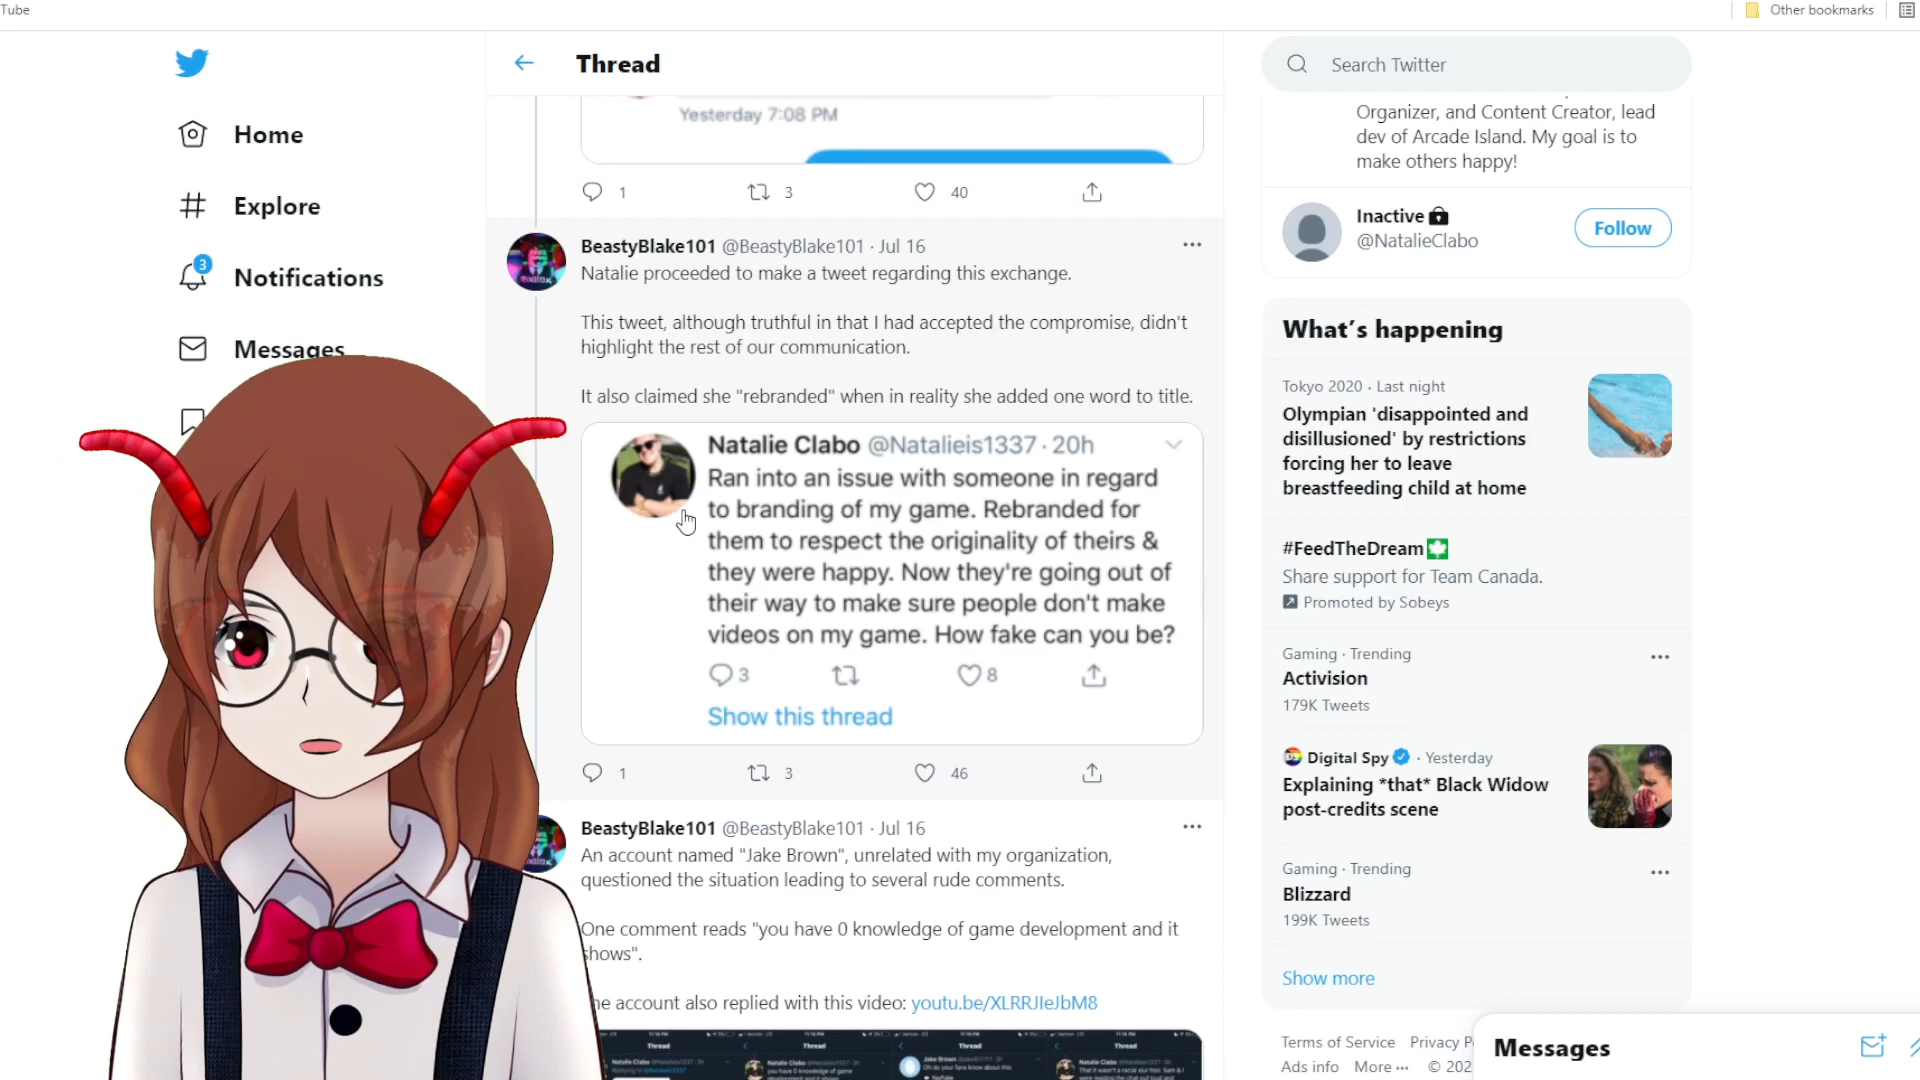 Tube
Other bookmarks
Home
Explore
3
Notifications
Messages
Thread
Yesterday 7:08 PM
1
3
40
BeastyBlake101 @BeastyBlake101 · Jul 16
Natalie proceeded to make a tweet regarding this exchange.
This tweet, although truthful in that I had accepted the compromise, didn't
highlight the rest of our communication.
It also claimed she "rebranded" when in reality she added one word to title.
Natalie Clabo @Natalieis1337 · 20h
Ran into an issue with someone in regard
to branding of my game. Rebranded for
them to respect the originality of theirs &
they were happy. Now they're going out of
their way to make sure people don't make
videos on my game. How fake can you be?
3
8
Show this thread
1
3
46
BeastyBlake101 @BeastyBlake101 · Jul 16
An account named "Jake Brown", unrelated with my organization,
questioned the situation leading to several rude comments.
One comment reads "you have 0 knowledge of game development and it
shows".
he account also replied with this video: youtu.be/XLRRJIeJbM8
Thread
Thread
Thread
Thread
Search Twitter
Organizer, and Content Creator, lead
dev of Arcade Island. My goal is to
make others happy!
Inactive
@NatalieClabo
Follow
What's happening
Tokyo 2020 · Last night
Olympian 'disappointed and
disillusioned' by restrictions
forcing her to leave
breastfeeding child at home
#FeedTheDream
Share support for Team Canada.
Promoted by Sobeys
Gaming · Trending
Activision
179K Tweets
Digital Spy · Yesterday
Explaining *that* Black Widow
post-credits scene
Gaming · Trending
Blizzard
199K Tweets
Show more
Terms of Service Privacy P
Ads info More ··· © 202
Messages